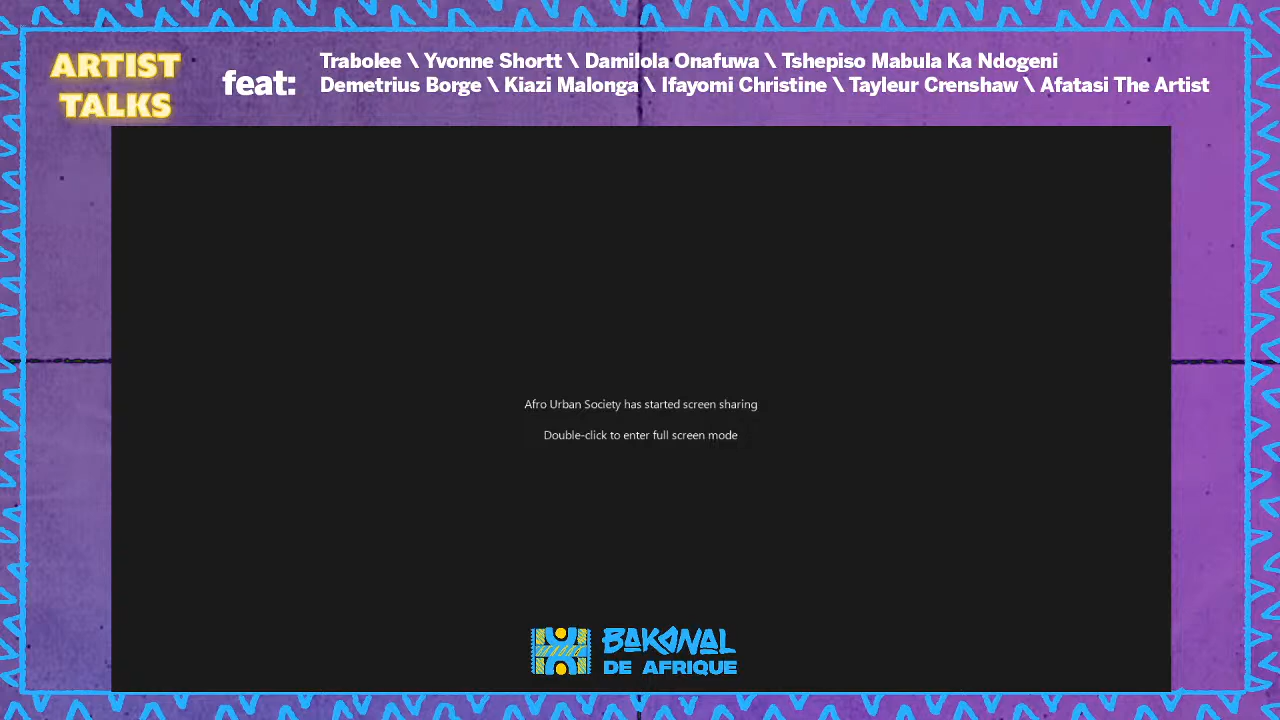 ARTIST
TALKS
feat:
Trabolee \ Yvonne Shortt \ Damilola Onafuwa \ Tshepiso Mabula Ka Ndogeni
Demetrius Borge \ Kiazi Malonga \ Ifayomi Christine \ Tayleur Crenshaw \ Afatasi The Artist
Afro Urban Society has started screen sharing
Double-click to enter full screen mode
BAKANAL
DE AFRIQUE